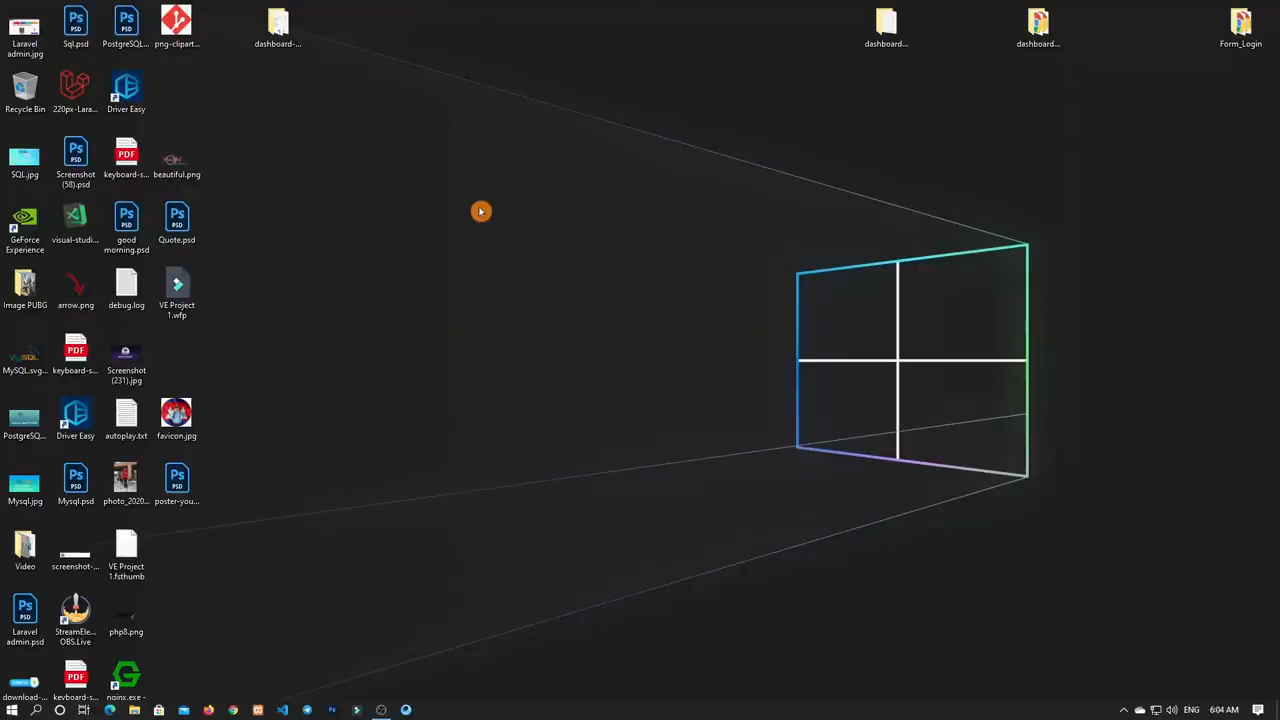 Laravel
admin.jpg
Sql.psd
PostgreSQL...
png-clipart...
dashboard-...
dashboard...
dashboard...
Form_Login
Recycle Bin
220px-Lara...
Driver Easy
SQL.jpg
Screenshot
(58).psd
keyboard-s...
beautiful.png
GeForce
Experience
visual-studi...
good
morning.psd
Quote.psd
Image PUBG
arrow.png
debug.log
VE Project
1.wfp
MySQL.svg...
keyboard-s...
Screenshot
(231).jpg
PostgreSQ...
Driver Easy
autoplay.txt
favicon.jpg
Mysql.jpg
Mysql.psd
photo_2020...
poster-you...
Video
screenshot-...
VE Project
1.fsthumb
Laravel
admin.psd
StreamEle...
OBS.Live
php8.png
download-...
keyboard-s...
nginx.exe -
ENG
6:04 AM